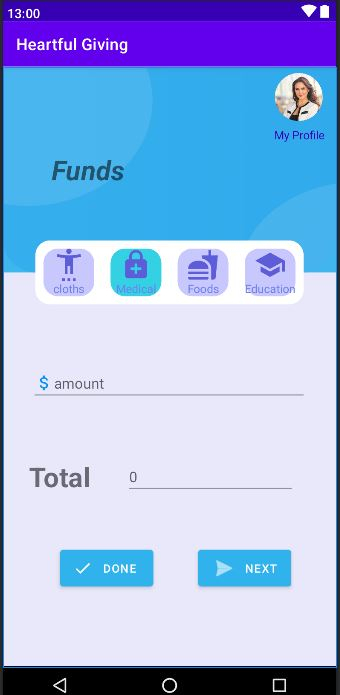 13:00
Heartful Giving
My Profile
Funds
cloths Medical Foods Education
$ amount
Total 0
DONE NEXT